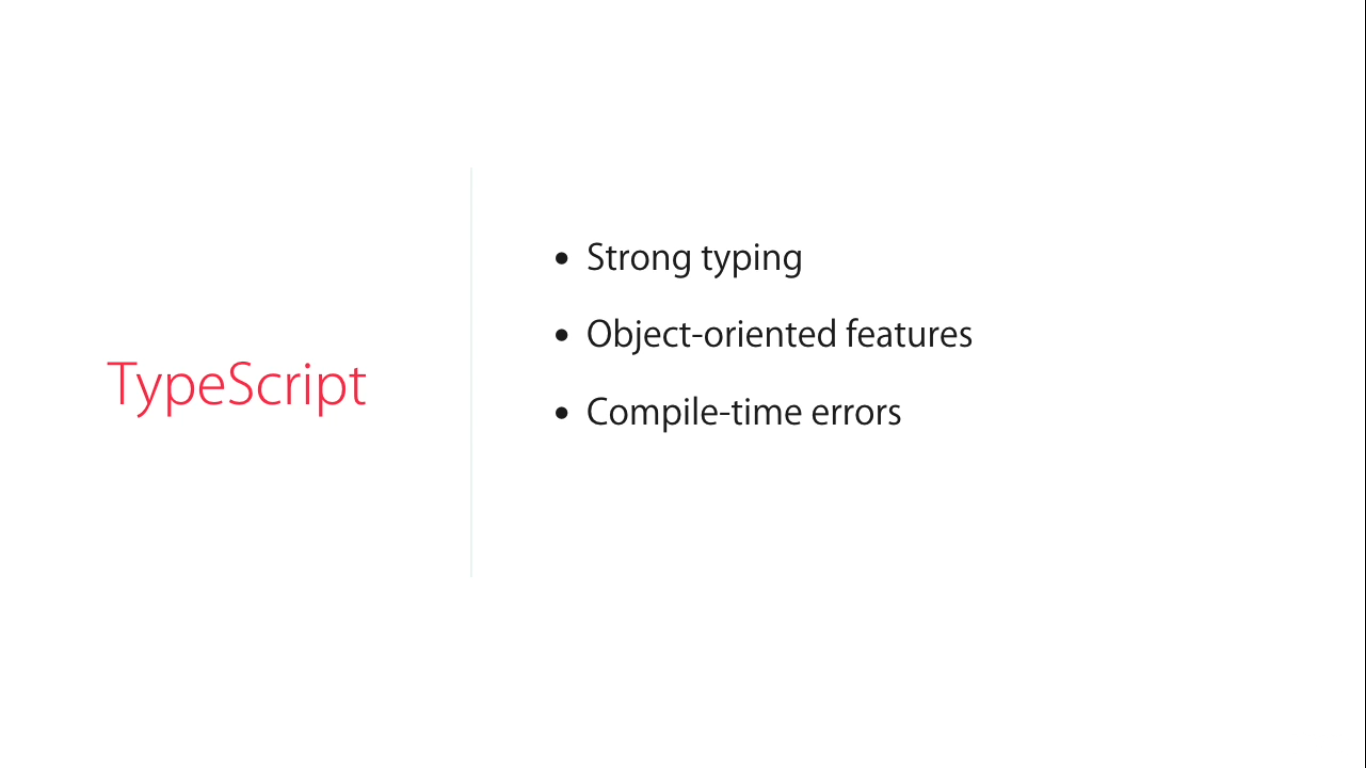 TypeScript
• Strong typing
• Object-oriented features
• Compile-time errors